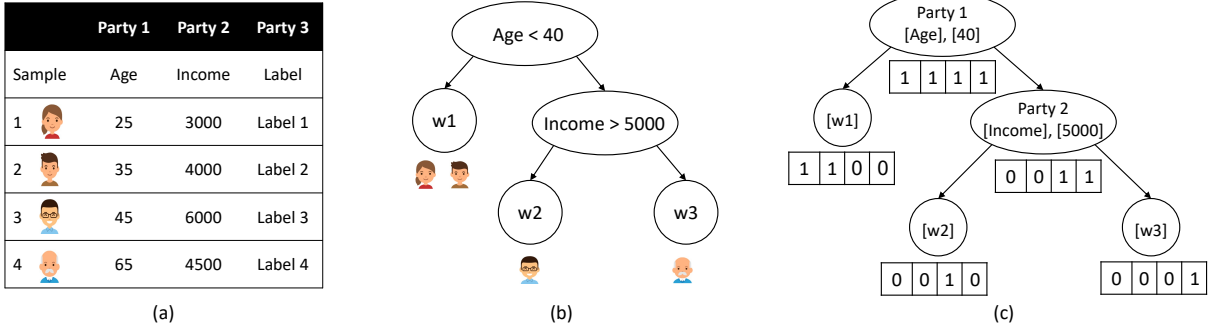 Party 1 Party 2 Party 3
Sample Age Income Label
1 25 3000 Label 1
2 35 4000 Label 2
3 45 6000 Label 3
4 65 4500 Label 4
(a)
Age < 40
w1
Income > 5000
w2
w3
(b)
Party 1
[Age], [40]
1 1 1 1
[w1]
1 1 0 0
Party 2
[Income], [5000]
0 0 1 1
[w2]
0 0 1 0
[w3]
0 0 0 1
(c)